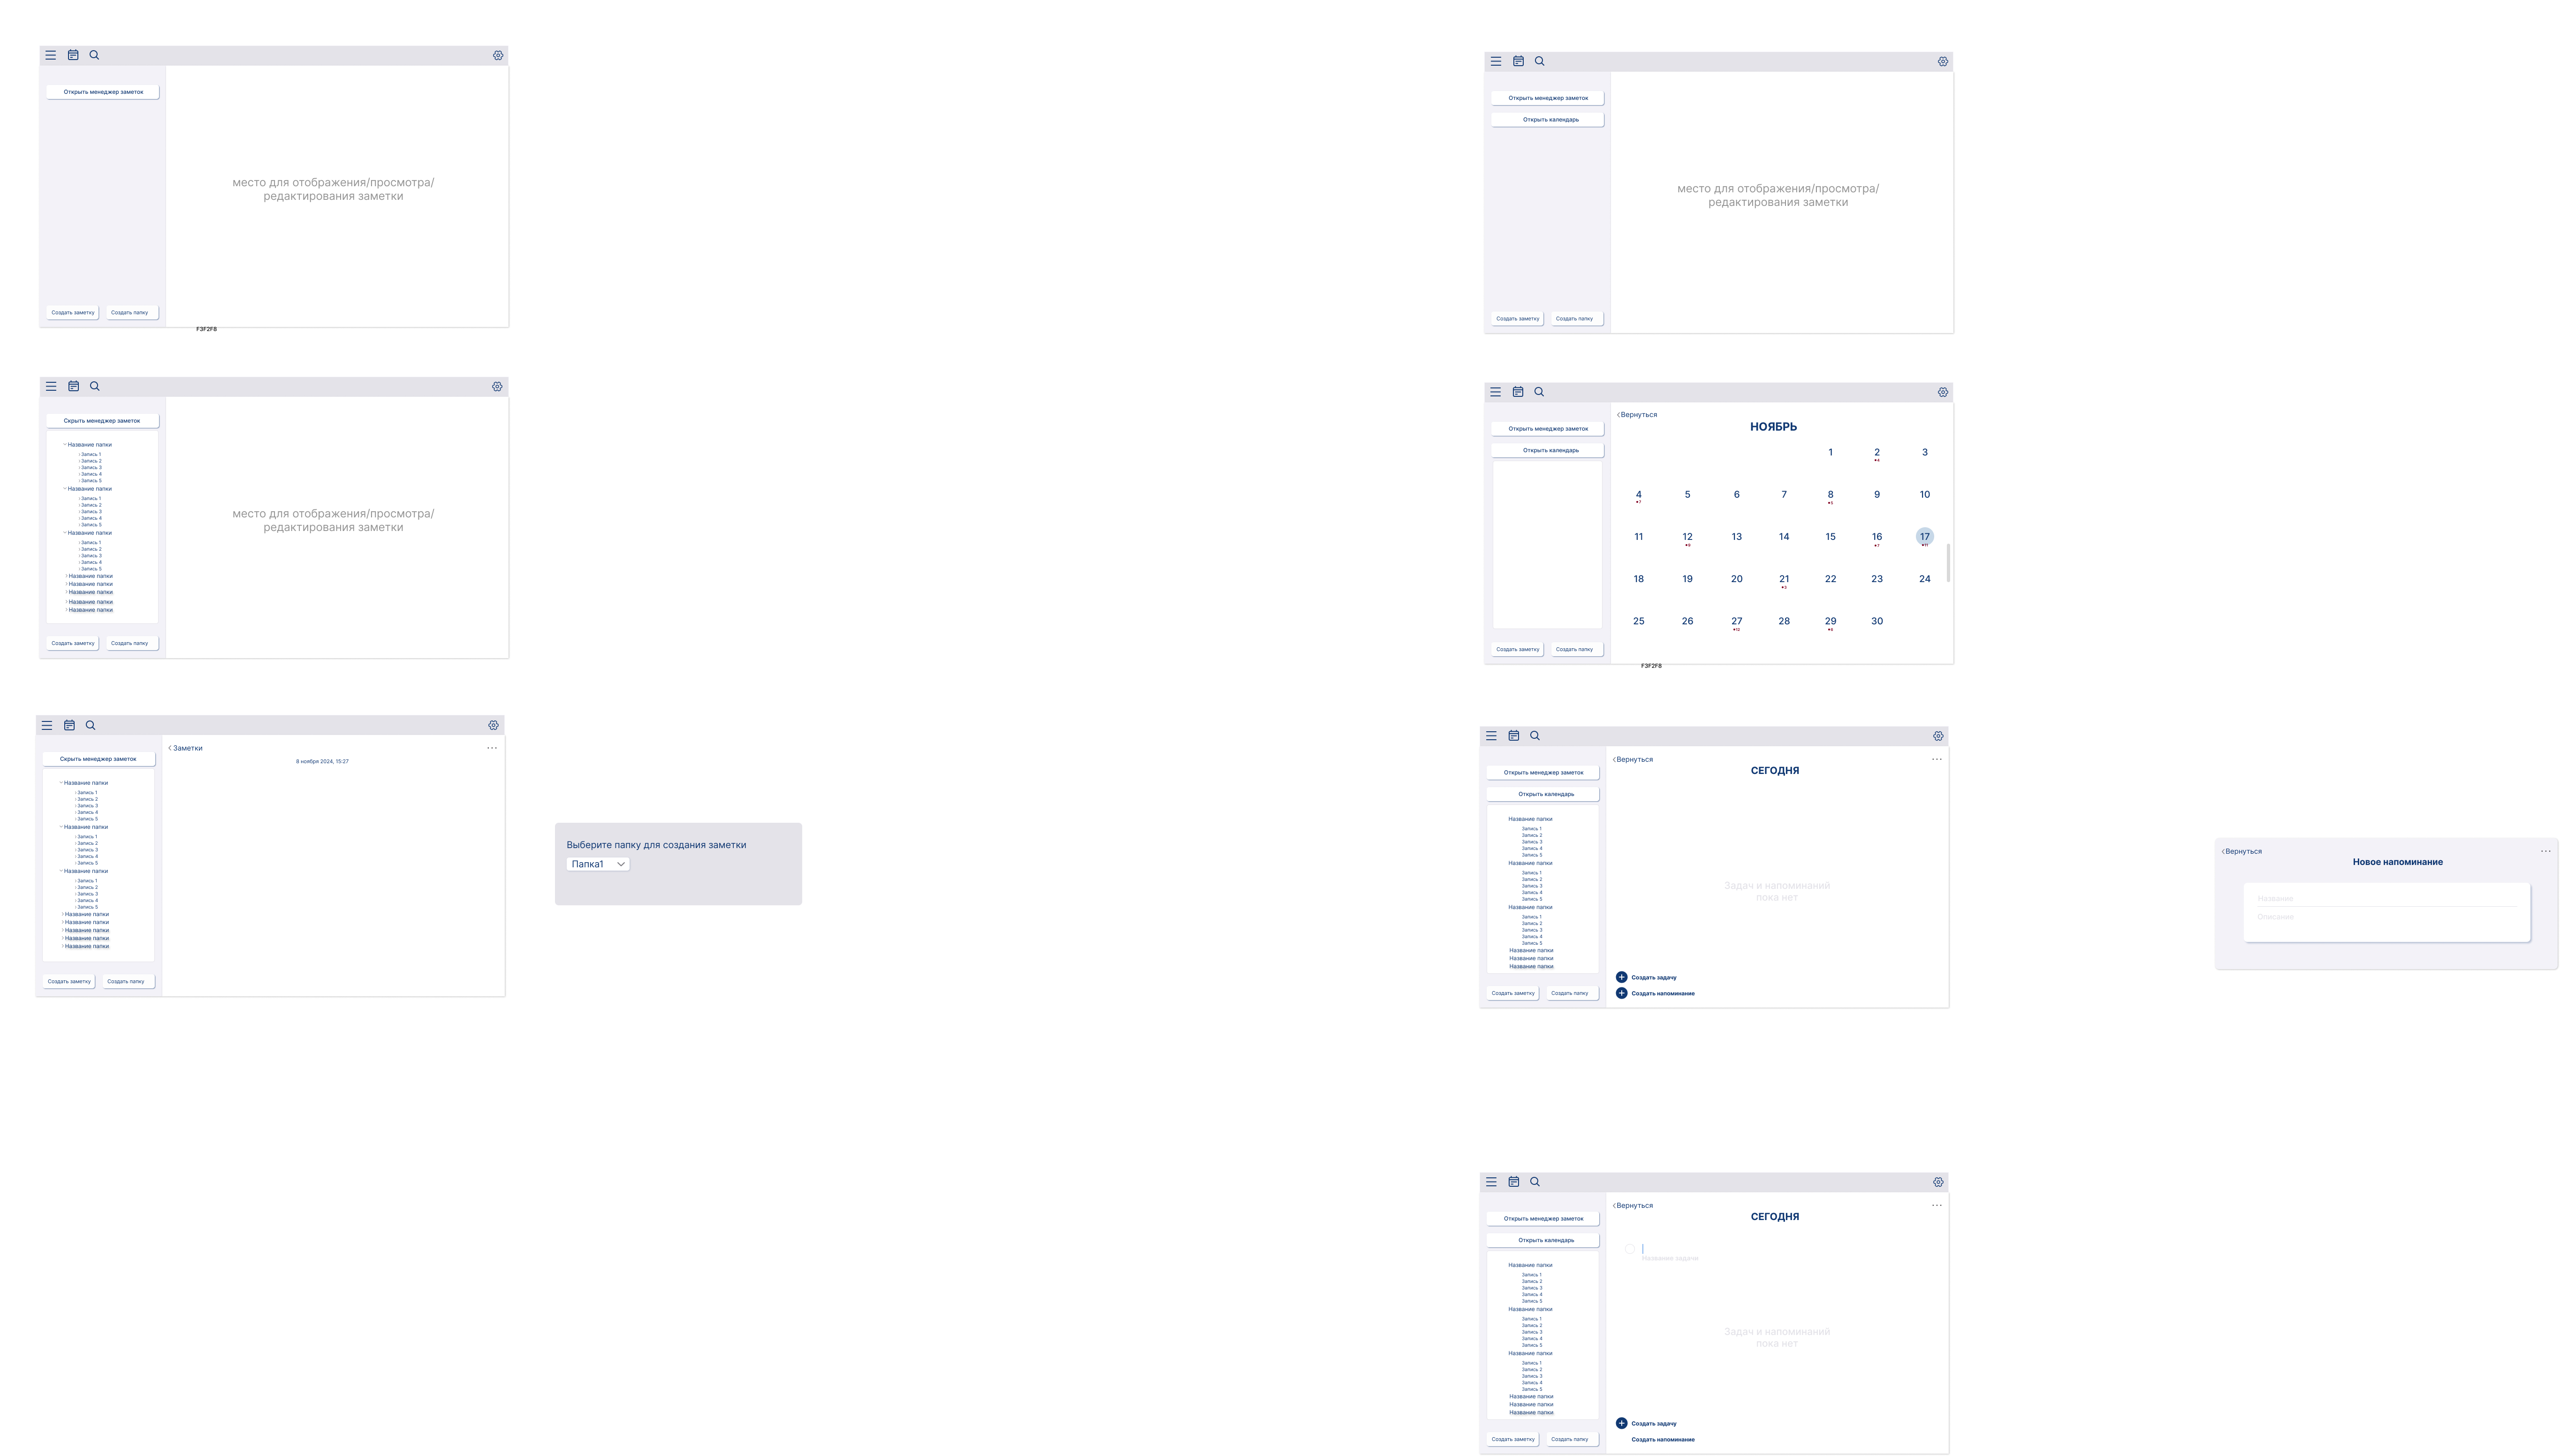 Открыть менеджер заметок
место для отображения/просмотра/
редактирования заметки
Создать заметку
Создать папку
F3F2F8
Скрыть менеджер заметок
Название папки
Запись 1
Запись 2
Запись 3
Запись 4
Запись 5
Название папки
Запись 1
Запись 2
Запись 3
Запись 4
Запись 5
Название папки
Запись 1
Запись 2
Запись 3
Запись 4
Запись 5
Название папки
Название папки
Название папки
Название папки
Название папки
место для отображения/просмотра/
редактирования заметки
Создать заметку
Создать папку
Заметки
8 ноября 2024, 15:27
Скрыть менеджер заметок
Название папки
Запись 1
Запись 2
Запись 3
Запись 4
Запись 5
Название папки
Запись 1
Запись 2
Запись 3
Запись 4
Запись 5
Название папки
Запись 1
Запись 2
Запись 3
Запись 4
Запись 5
Название папки
Название папки
Название папки
Название папки
Название папки
Создать заметку
Создать папку
Выберите папку для создания заметки
Папка1
Открыть менеджер заметок
Открыть календарь
место для отображения/просмотра/
редактирования заметки
Создать заметку
Создать папку
Открыть менеджер заметок
Открыть календарь
Создать заметку
Создать папку
Вернуться
НОЯБРЬ
1 2 3
4 5 6 7 8 9 10
11 12 13 14 15 16 17
18 19 20 21 22 23 24
25 26 27 28 29 30
F3F2F8
Открыть менеджер заметок
Открыть календарь
Название папки
Запись 1
Запись 2
Запись 3
Запись 4
Запись 5
Название папки
Запись 1
Запись 2
Запись 3
Запись 4
Запись 5
Название папки
Запись 1
Запись 2
Запись 3
Запись 4
Запись 5
Название папки
Название папки
Название папки
Создать заметку
Создать папку
Вернуться
СЕГОДНЯ
Задач и напоминаний
пока нет
Создать задачу
Создать напоминание
Вернуться
Новое напоминание
Название
Описание
Открыть менеджер заметок
Открыть календарь
Название папки
Запись 1
Запись 2
Запись 3
Запись 4
Запись 5
Название папки
Запись 1
Запись 2
Запись 3
Запись 4
Запись 5
Название папки
Запись 1
Запись 2
Запись 3
Запись 4
Запись 5
Название папки
Название папки
Название папки
Создать заметку
Создать папку
Вернуться
СЕГОДНЯ
Название задачи
Задач и напоминаний
пока нет
Создать задачу
Создать напоминание